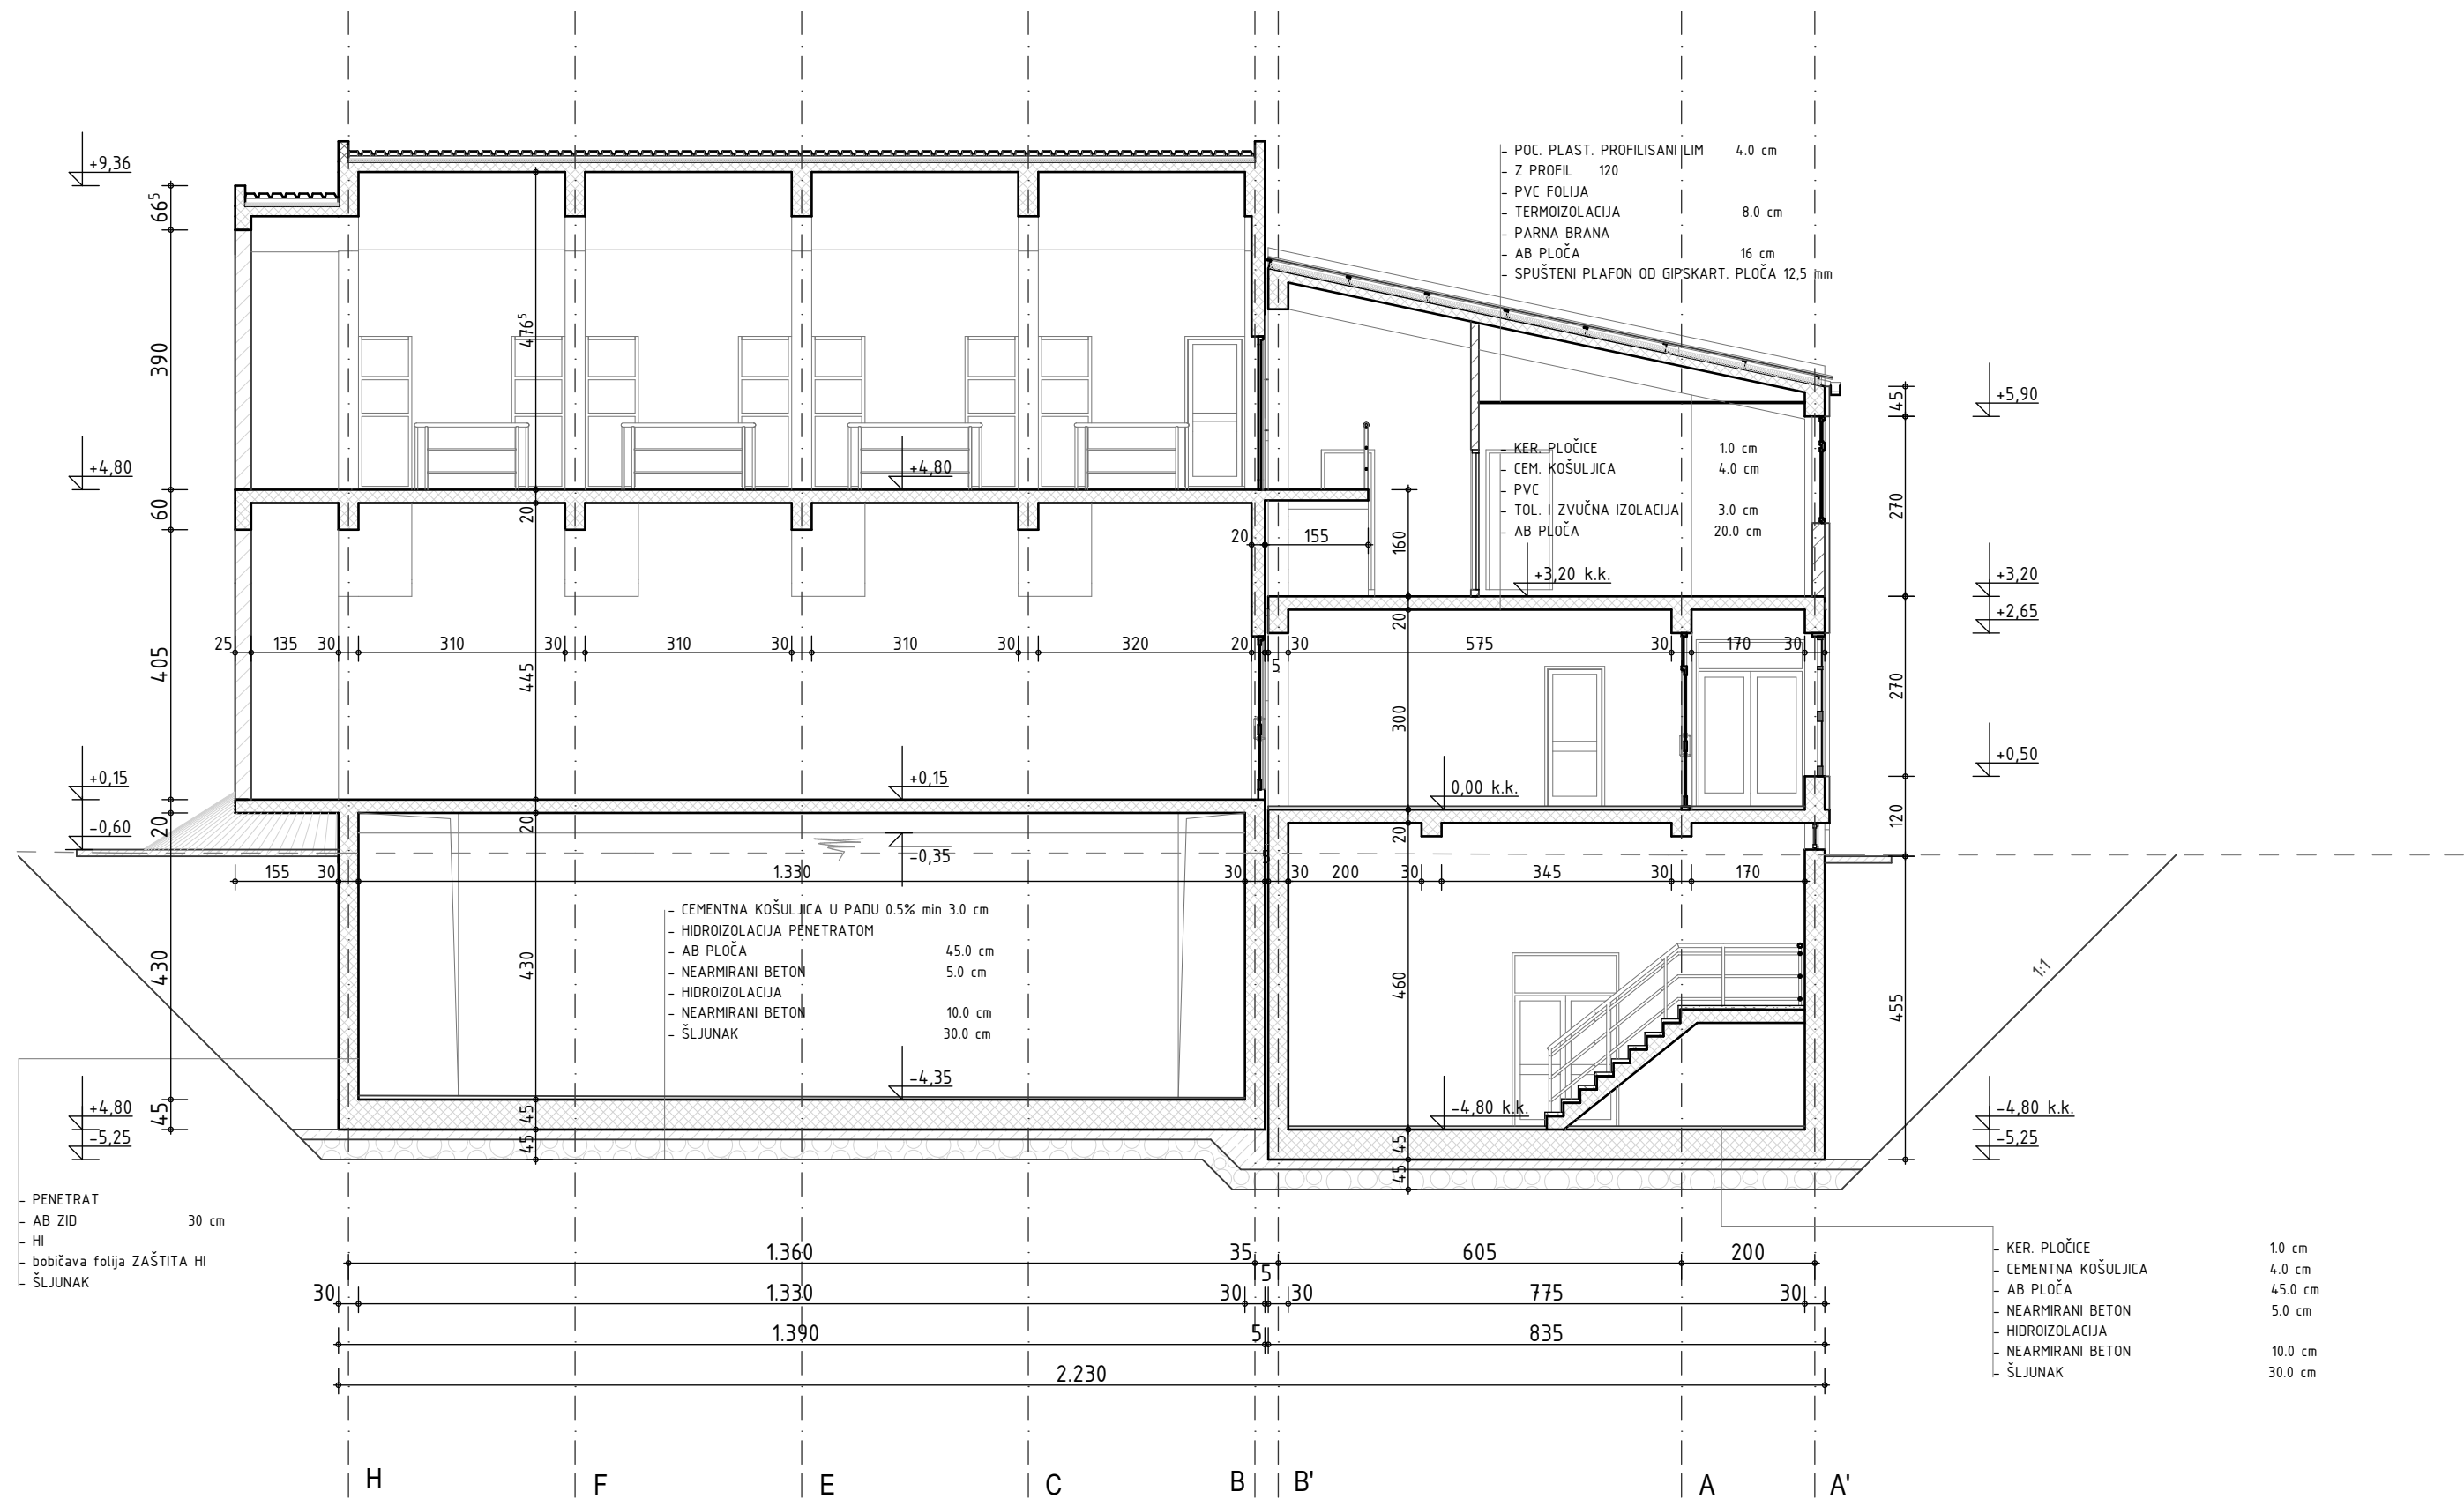 - POC. PLAST. PROFILISANI LIM 4.0 cm
- Z PROFIL 120
- PVC FOLIJA
- TERMOIZOLACIJA 8.0 cm
- PARNA BRANA
- AB PLOČA 16 cm
- SPUŠTENI PLAFON OD GIPSKART. PLOČA 12,5 mm
+9,36
66⁵
390
+4,80
60
405
+0,15
20
-0,60
430
+4,80
45
-5,25
476⁵
+4,80
20
445
+0,15
20
-0,35
430
-4,35
45
45
- KER. PLOČICE 1.0 cm
- CEM. KOŠULJICA 4.0 cm
- PVC
- TOL. I ZVUČNA IZOLACIJA 3.0 cm
- AB PLOČA 20.0 cm
20 155
160
+3,20 k.k.
20
300
0,00 k.k.
20
460
-4,80 k.k.
45
45
45
+5,90
270
+3,20
+2,65
270
+0,50
120
455
1:1
-4,80 k.k.
-5,25
25 135 30 310 30 310 30 310 30 320 20 5 30 575 30 170 30
155 30 1.330 30 5 30 200 30 345 30 170
- CEMENTNA KOŠULJICA U PADU 0.5% min 3.0 cm
- HIDROIZOLACIJA PENETRATOM
- AB PLOČA 45.0 cm
- NEARMIRANI BETON 5.0 cm
- HIDROIZOLACIJA
- NEARMIRANI BETON 10.0 cm
- ŠLJUNAK 30.0 cm
- PENETRAT
- AB ZID 30 cm
- HI
- bobičava folija ZAŠTITA HI
- ŠLJUNAK
- KER. PLOČICE 1.0 cm
- CEMENTNA KOŠULJICA 4.0 cm
- AB PLOČA 45.0 cm
- NEARMIRANI BETON 5.0 cm
- HIDROIZOLACIJA
- NEARMIRANI BETON 10.0 cm
- ŠLJUNAK 30.0 cm
1.360 35 605 200
30 1.330 30 5 30 775 30
1.390 5 835
2.230
H F E C B B' A A'